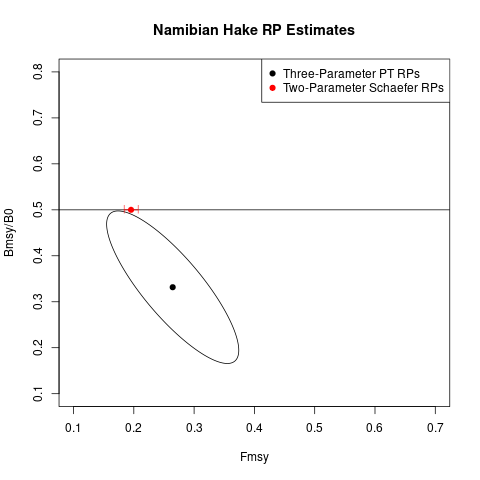 Namibian Hake RP Estimates
Three-Parameter PT RPs
Two-Parameter Schaefer RPs
Bmsy/B0
0.8
0.7
0.6
0.5
0.4
0.3
0.2
0.1
0.1 0.2 0.3 0.4 0.5 0.6 0.7
Fmsy